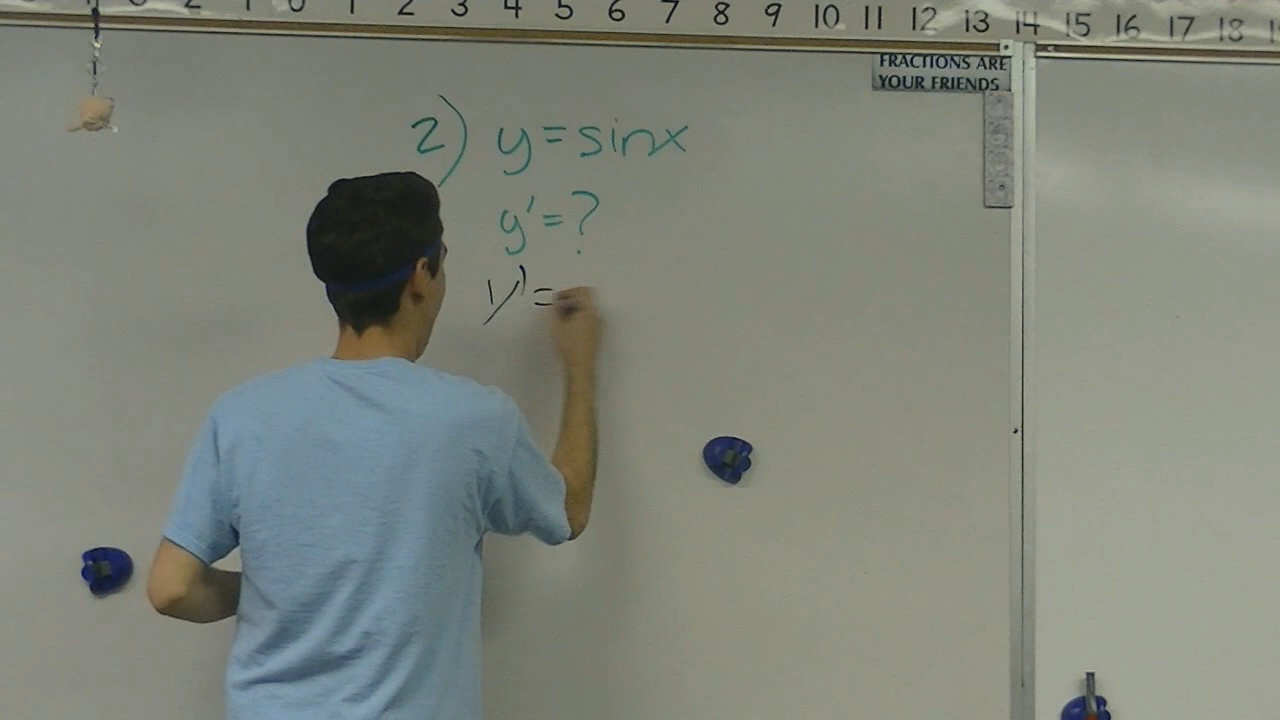 1 0 1 2 3 4 5 6 7 8 9 10 11 12 13 14 15 16 17 18
FRACTIONS ARE
YOUR FRIENDS
2) y=sinx
y'=?
y'=